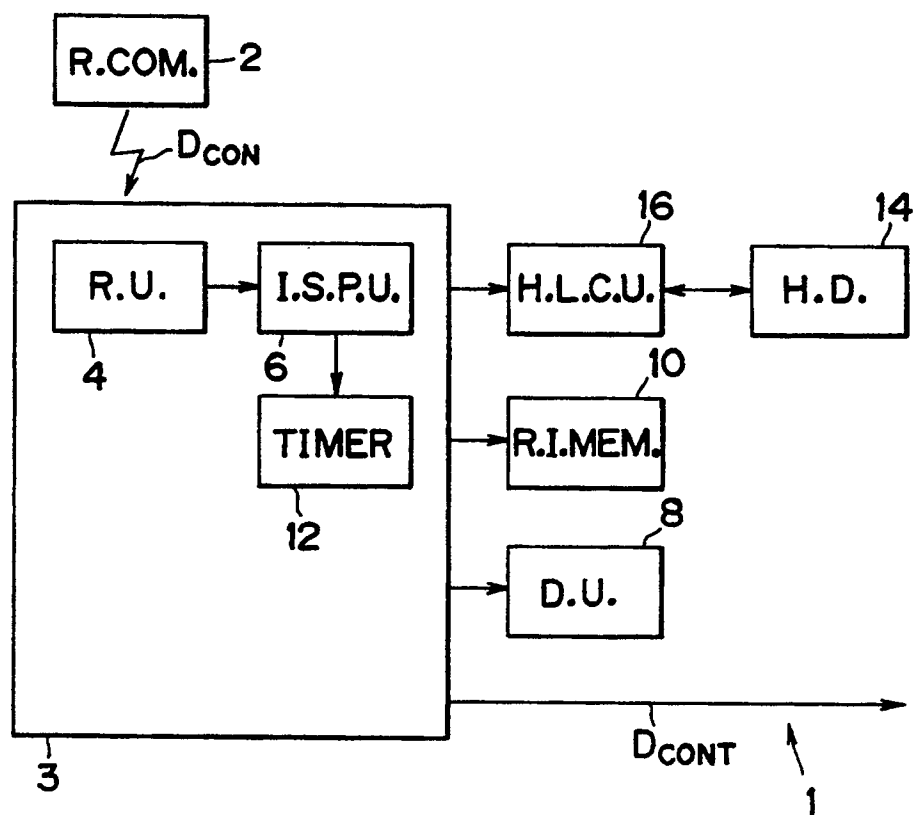 R.COM.
2
DCON
16
14
R.U.
I.S.P.U.
H.L.C.U.
H.D.
4
6
10
TIMER
R.I.MEM.
12
8
D.U.
DCONT
3
1